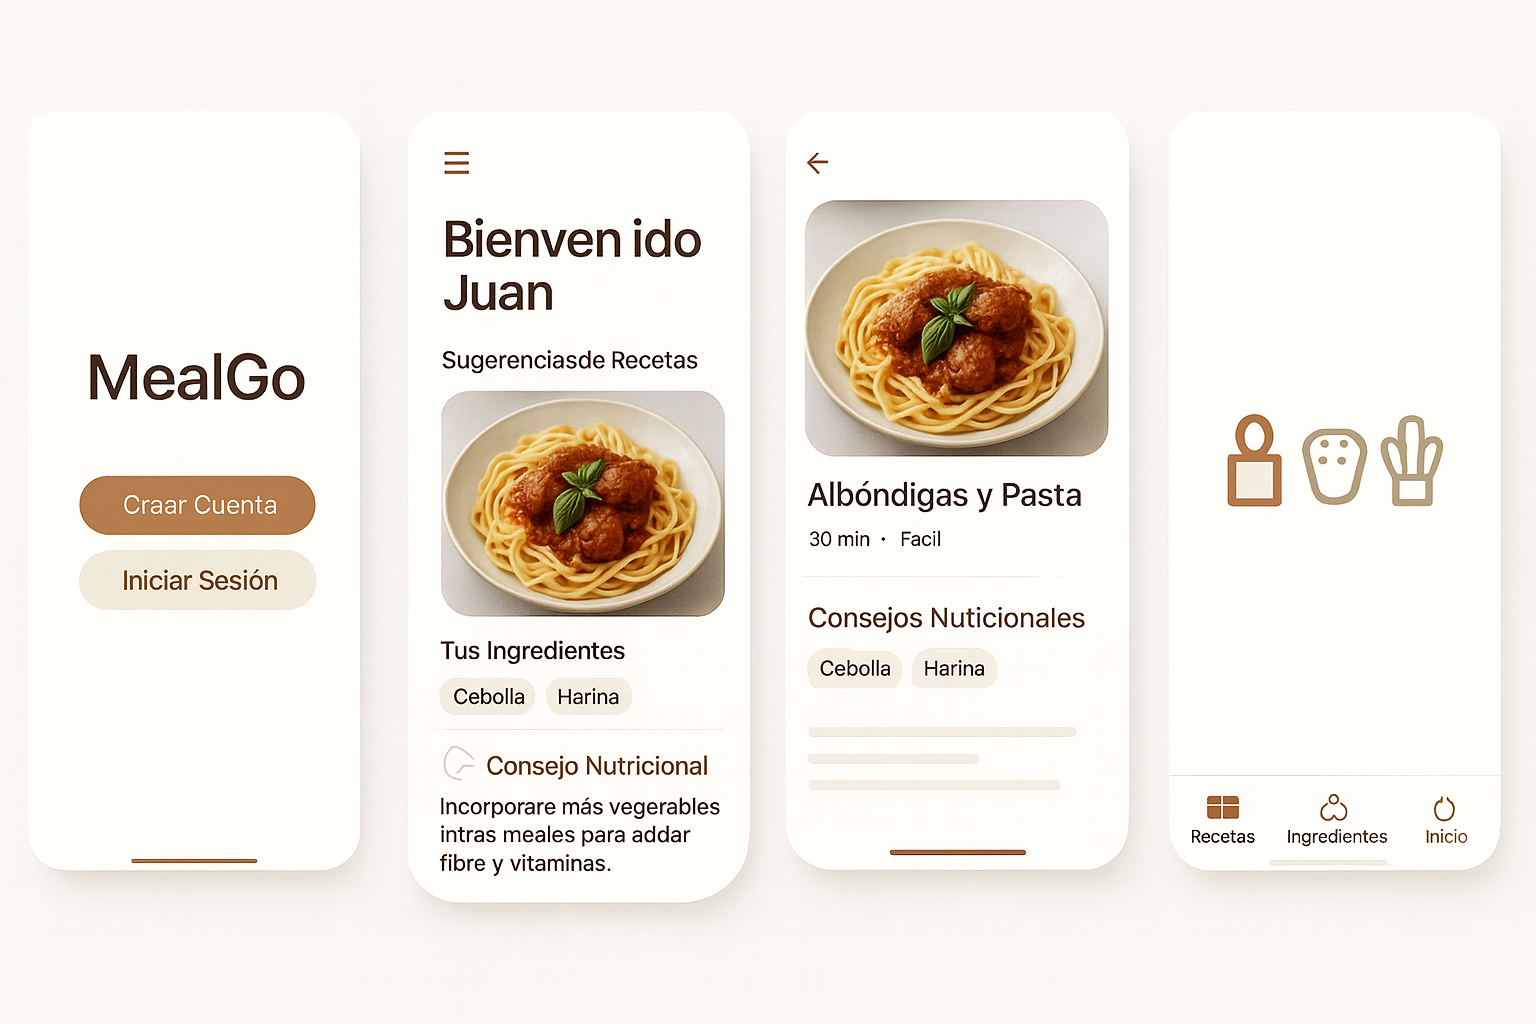 MealGo
Craar Cuenta
Iniciar Sesión
Bienven ido
Juan
Sugerenciasde Recetas
Tus Ingredientes
Cebolla Harina
Consejo Nutricional
Incorporare más vegerables
intras meales para addar
fibre y vitaminas.
Albóndigas y Pasta
30 min · Facil
Consejos Nuticionales
Cebolla Harina
Recetas Ingredientes Inicio